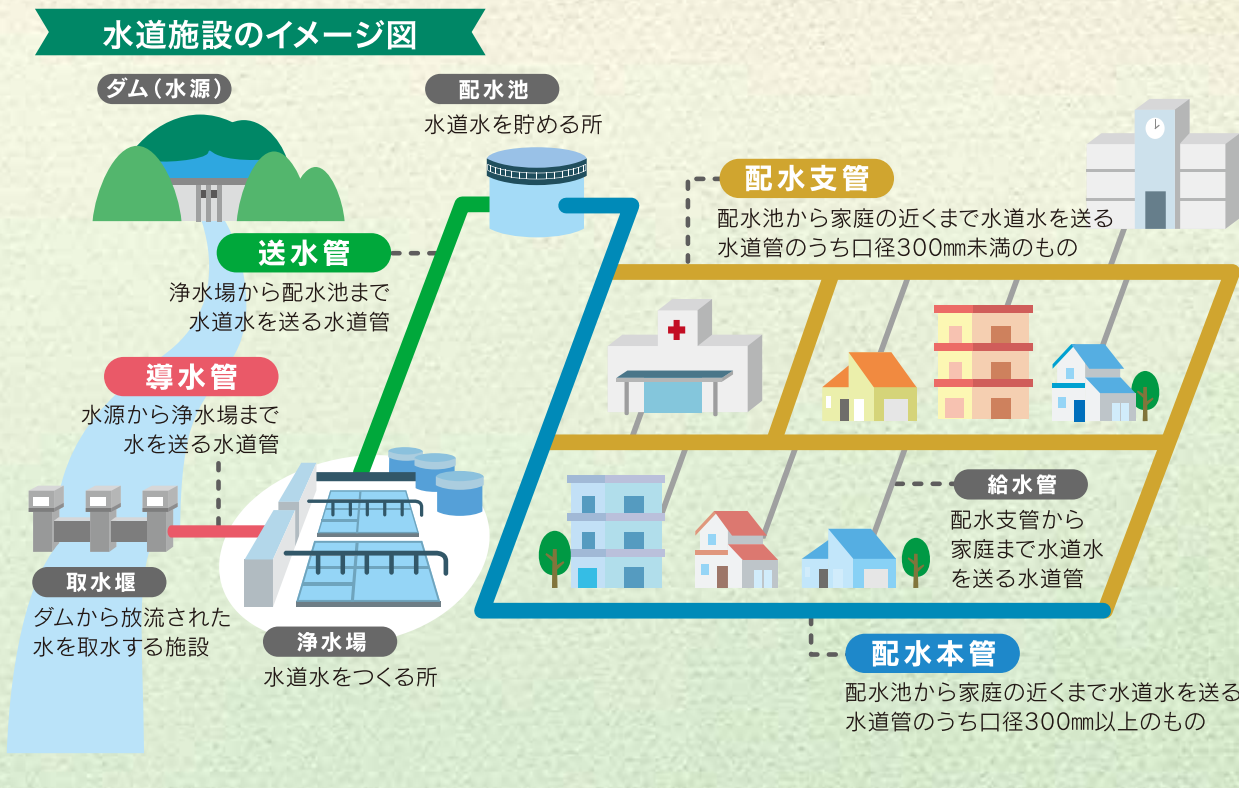 水道施設のイメージ図
ダム(水源)
配水池
水道水を貯める所
配水支管
配水池から家庭の近くまで水道水を送る
水道管のうち口径300㎜未満のもの
送水管
浄水場から配水池まで
水道水を送る水道管
導水管
水源から浄水場まで
水を送る水道管
取水堰
ダムから放流された
水を取水する施設
浄水場
水道水をつくる所
給水管
配水支管から
家庭まで水道水
を送る水道管
配水本管
配水池から家庭の近くまで水道水を送る
水道管のうち口径300㎜以上のもの